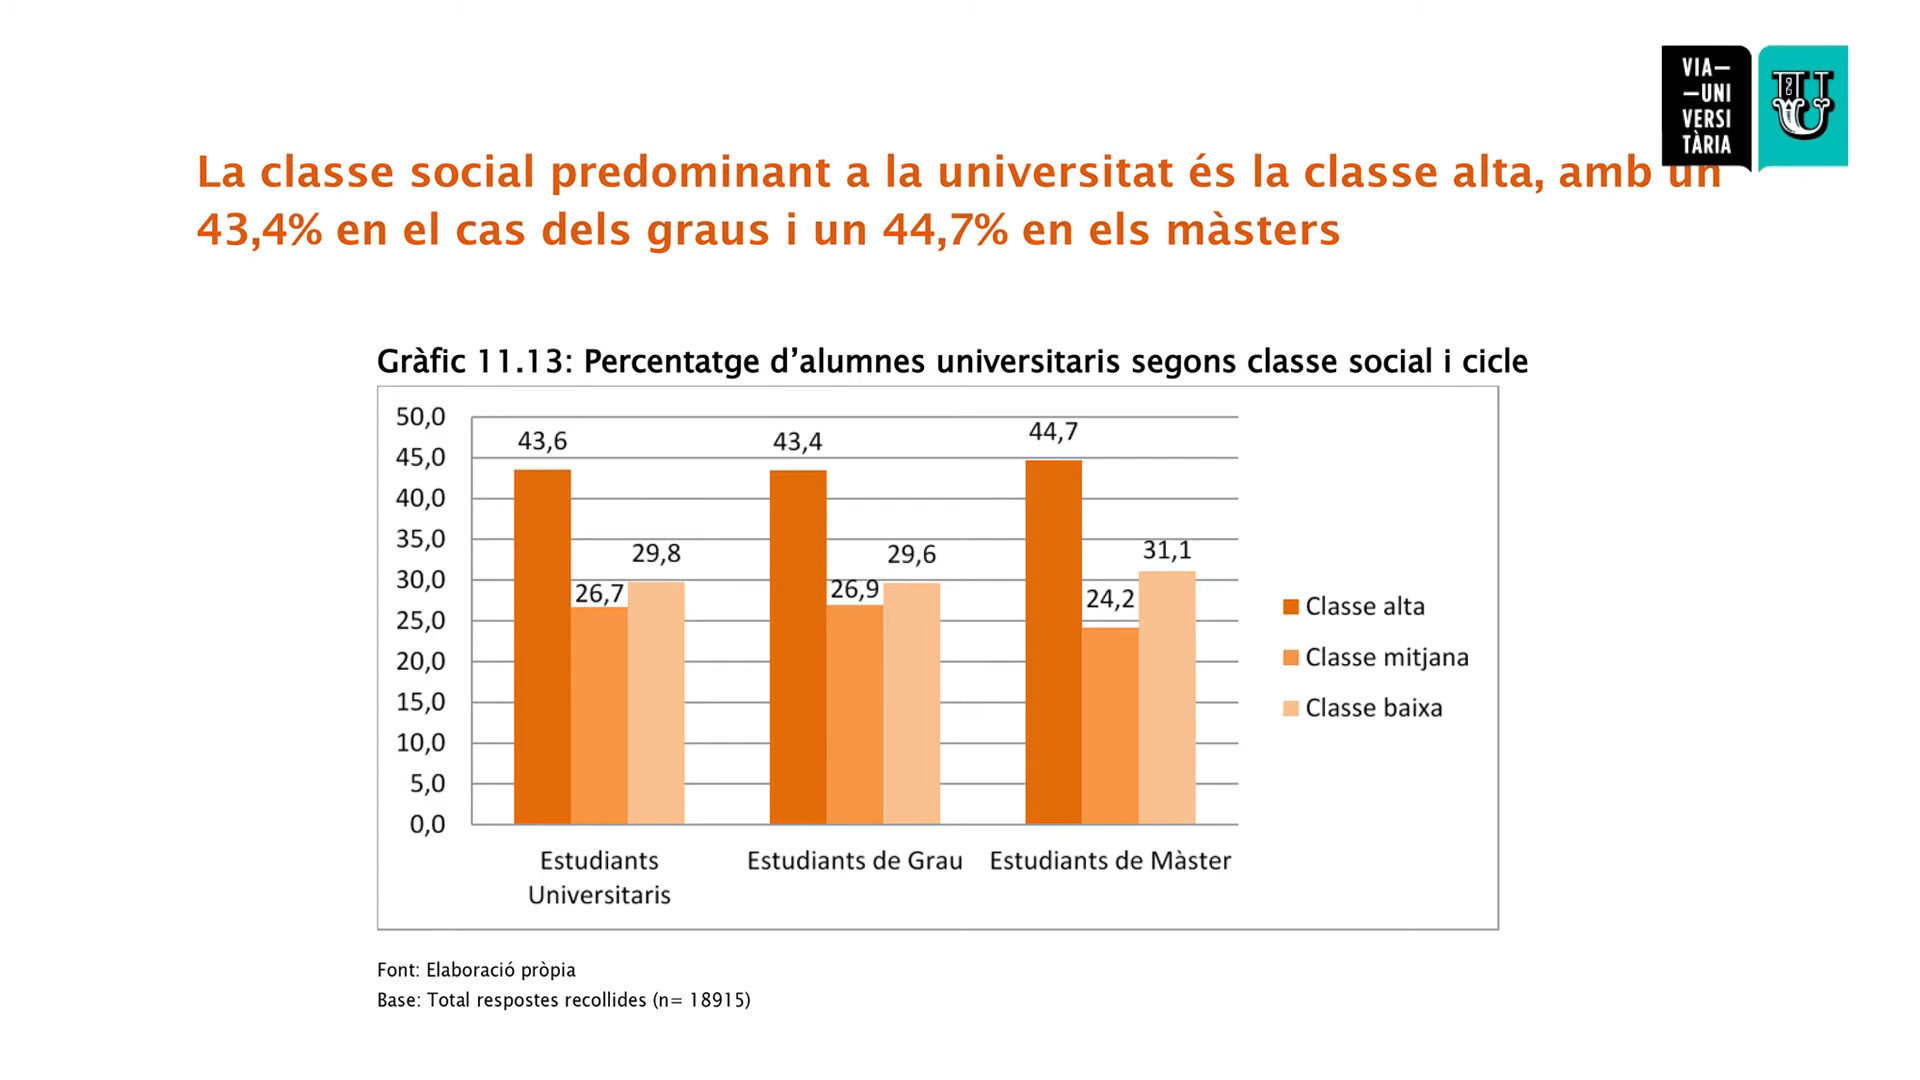 VIA—
—UNI
VERSI
TÀRIA
U
La classe social predominant a la universitat és la classe alta, amb un
43,4% en el cas dels graus i un 44,7% en els màsters
Gràfic 11.13: Percentatge d’alumnes universitaris segons classe social i cicle
50,0
45,0
40,0
35,0
30,0
25,0
20,0
15,0
10,0
5,0
0,0
43,6
26,7
29,8
43,4
26,9
29,6
44,7
24,2
31,1
Estudiants
Universitaris
Estudiants de Grau
Estudiants de Màster
Classe alta
Classe mitjana
Classe baixa
Font: Elaboració pròpia
Base: Total respostes recollides (n= 18915)